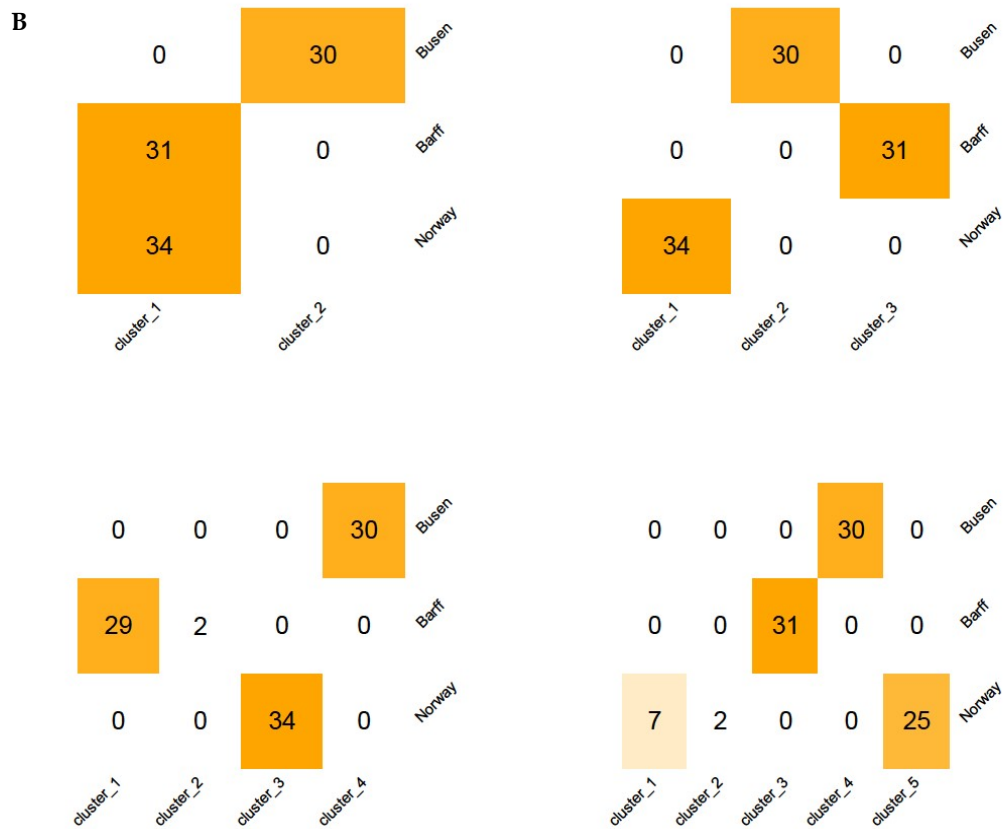 B
0 30 Busen
31 0 Barff
34 0 Norway
cluster_1 cluster_2
0 30 0 Busen
0 0 31 Barff
34 0 0 Norway
cluster_1 cluster_2 cluster_3
0 0 0 30 Busen
29 2 0 0 Barff
0 0 34 0 Norway
cluster_1 cluster_2 cluster_3 cluster_4
0 0 0 30 0 Busen
0 0 31 0 0 Barff
7 2 0 0 25 Norway
cluster_1 cluster_2 cluster_3 cluster_4 cluster_5